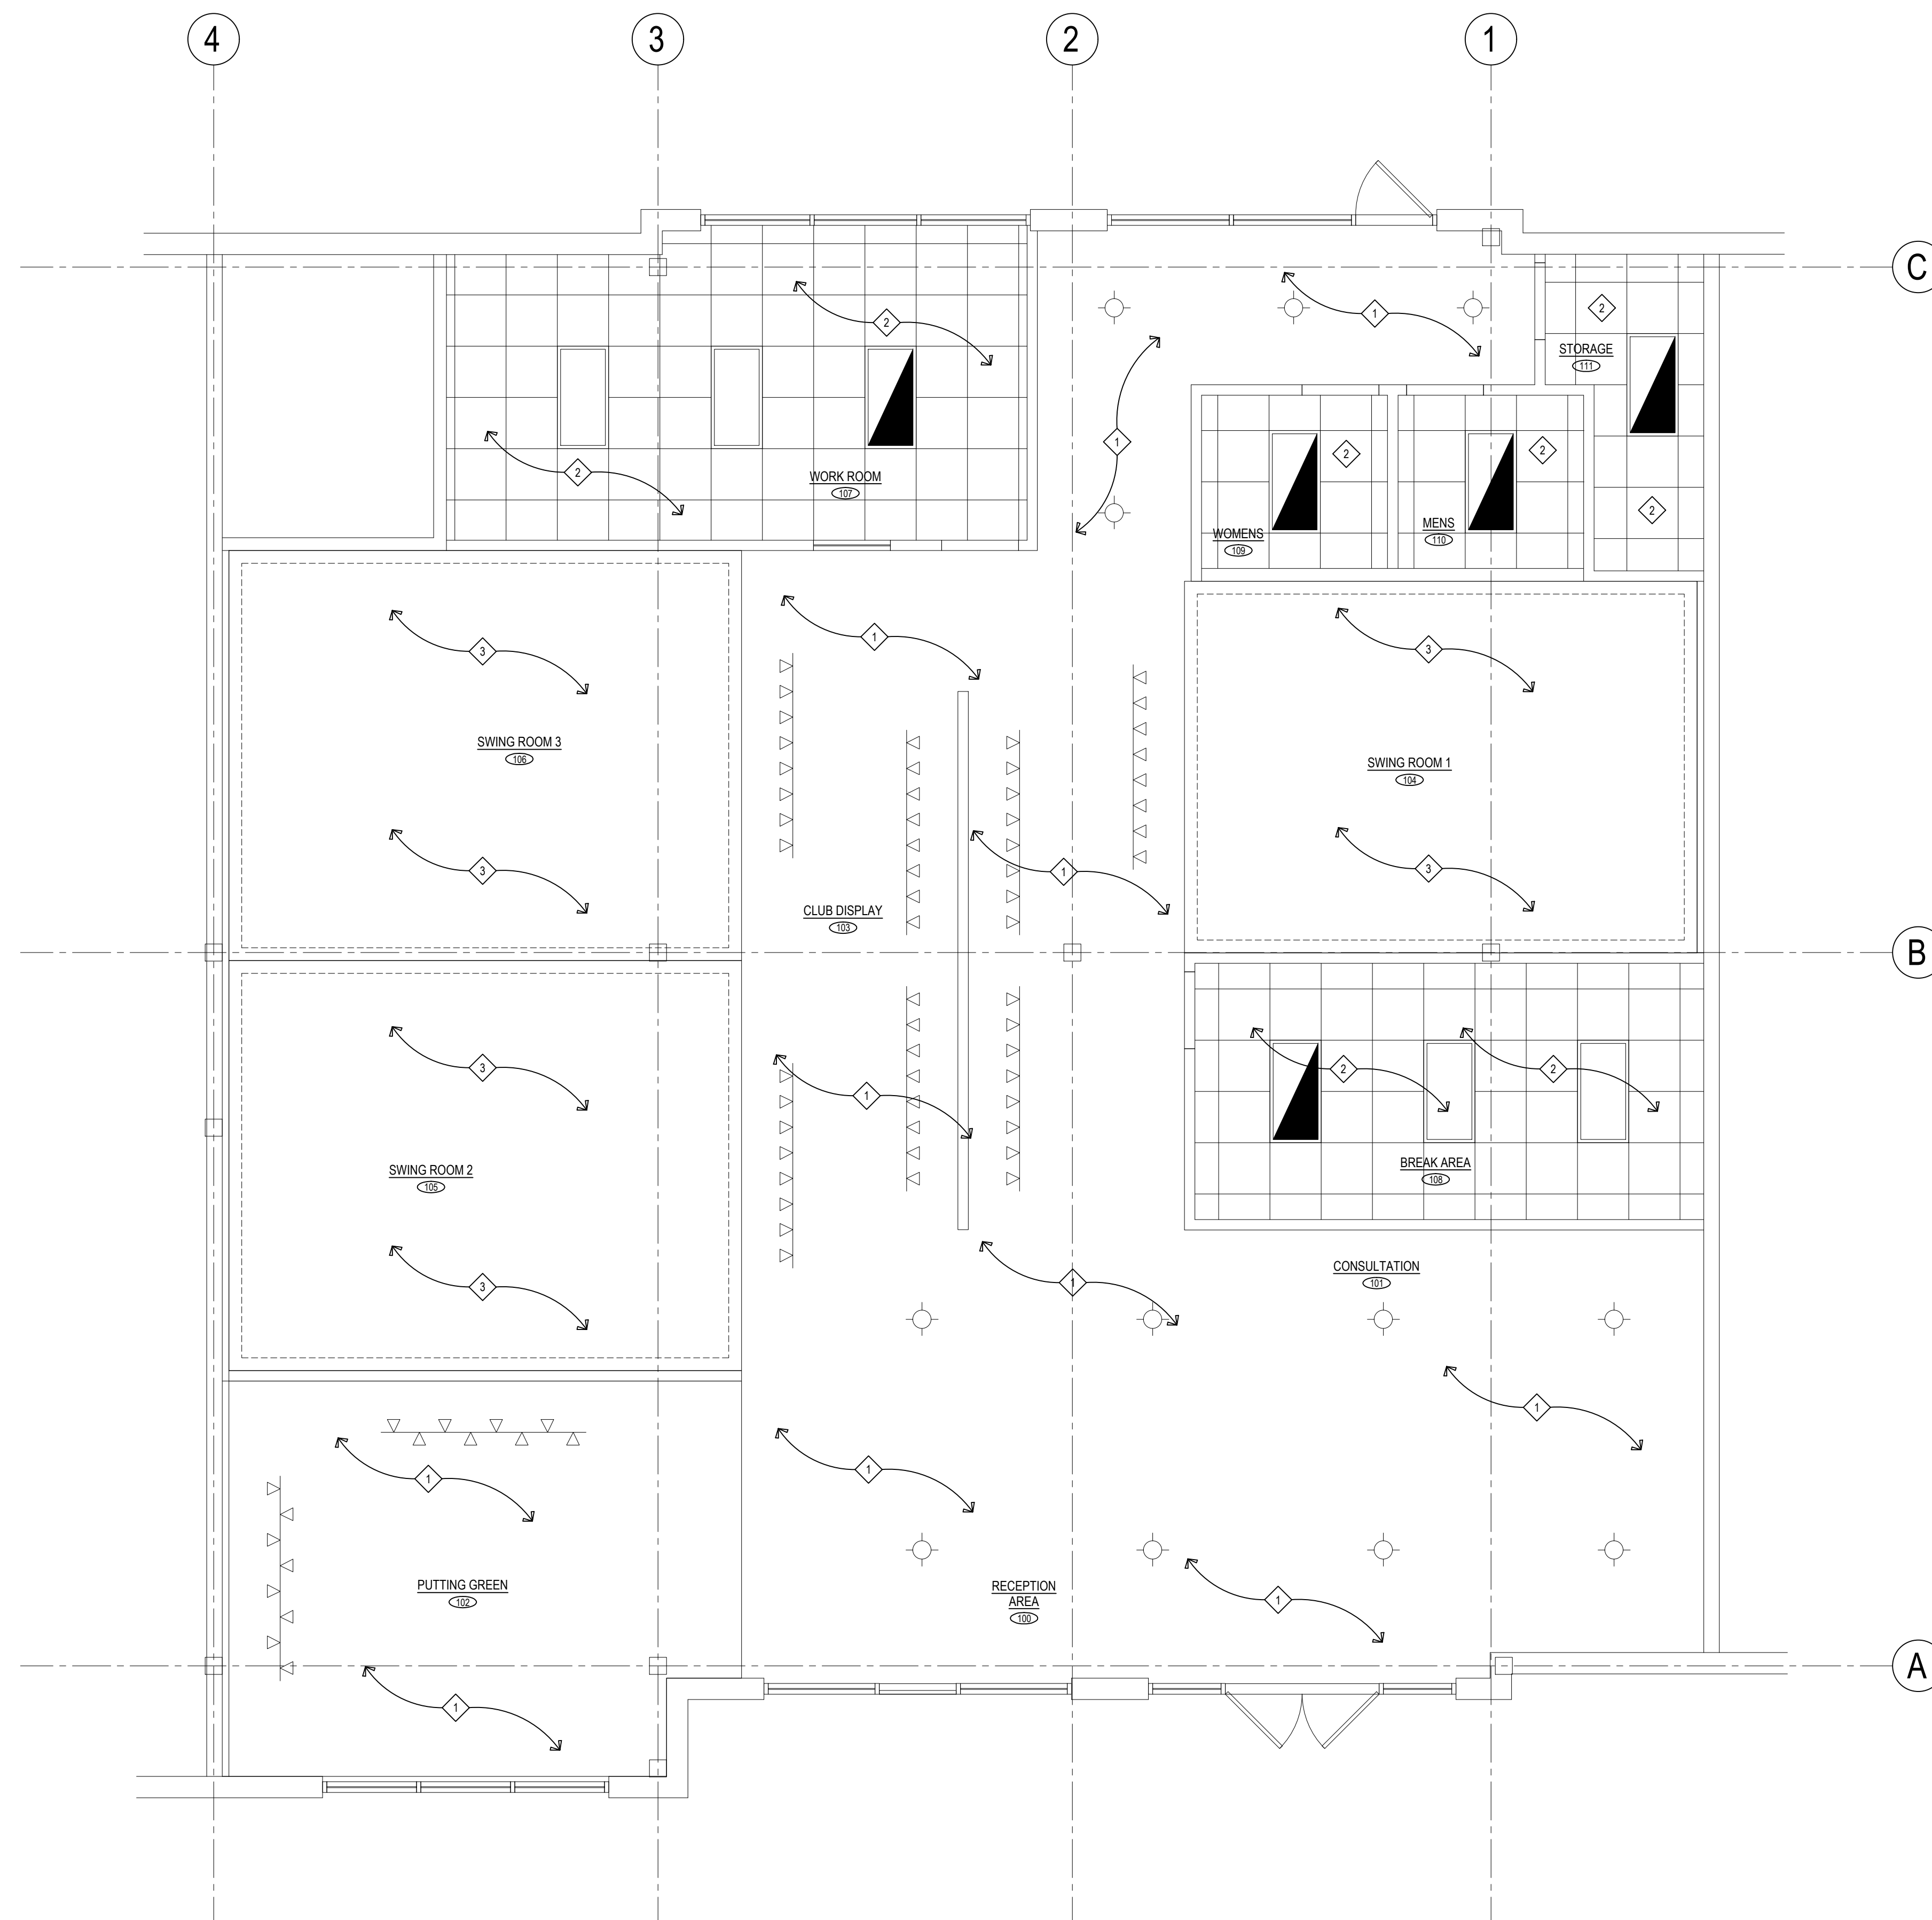 4 3 2 1
C
2
1
2
STORAGE
111
1
2
2
2
WORK ROOM
107
2
MENS
110
WOMENS
109
1
3
3
SWING ROOM 3
106
SWING ROOM 1
104
3
1
3
CLUB DISPLAY
103
B
3
1
2
2
BREAK AREA
108
SWING ROOM 2
105
CONSULTATION
101
3
1
1
1
1
PUTTING GREEN
102
RECEPTION
AREA
100
1
A
1